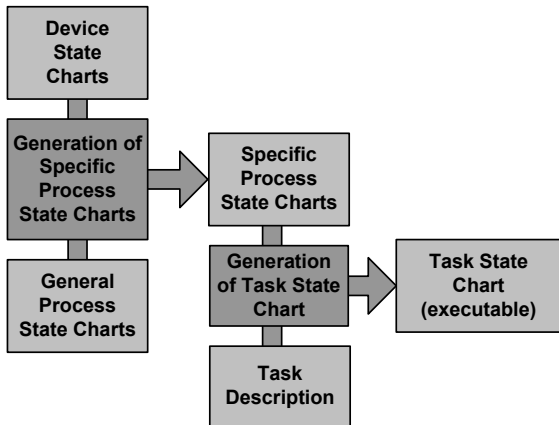 Device
State
Charts
Generation of
Specific
Process
State Charts
General
Process
State Charts
Specific
Process
State Charts
Generation
of Task State
Chart
Task
Description
Task State
Chart
(executable)